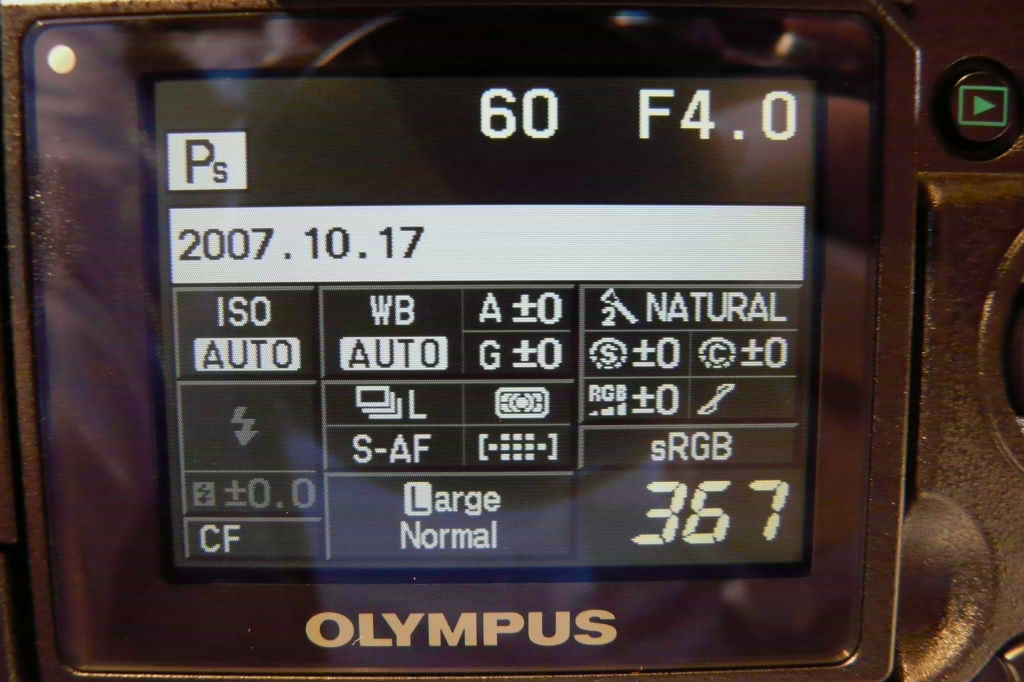 60 F4.0
Ps
2007.10.17
ISO WB A ±0 2 NATURAL
AUTO AUTO G ±0 S ±0 C ±0
L RGB ±0
S-AF [ ] sRGB
±0.0 Large 367
CF Normal
OLYMPUS